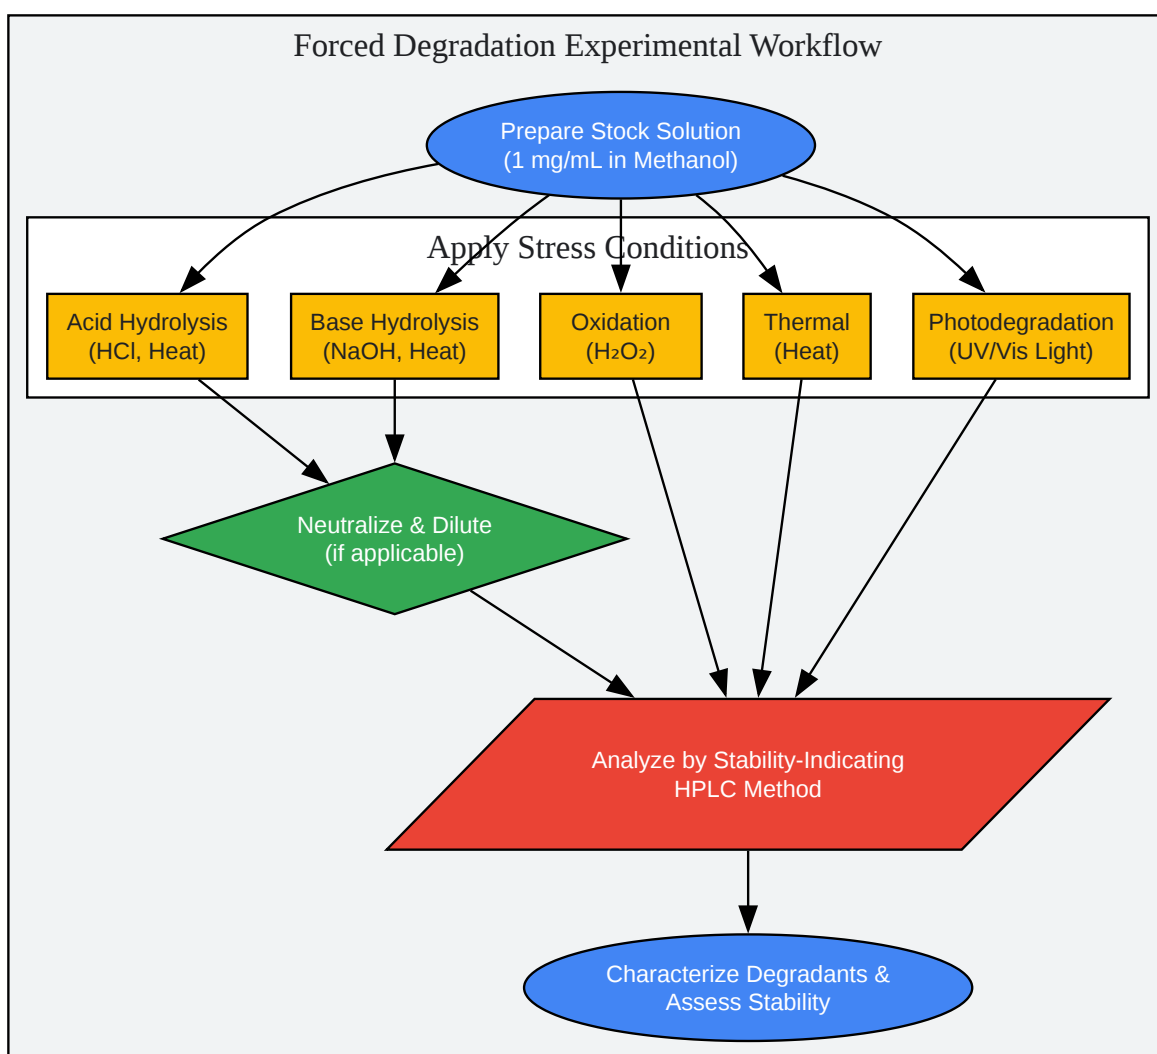 Forced Degradation Experimental Workflow
Prepare Stock Solution
(1 mg/mL in Methanol)
Apply Stress Conditions
Acid Hydrolysis
(HCl, Heat)
Base Hydrolysis
(NaOH, Heat)
Oxidation
(H₂O₂)
Thermal
(Heat)
Photodegradation
(UV/Vis Light)
Neutralize & Dilute
(if applicable)
Analyze by Stability-Indicating
HPLC Method
Characterize Degradants &
Assess Stability